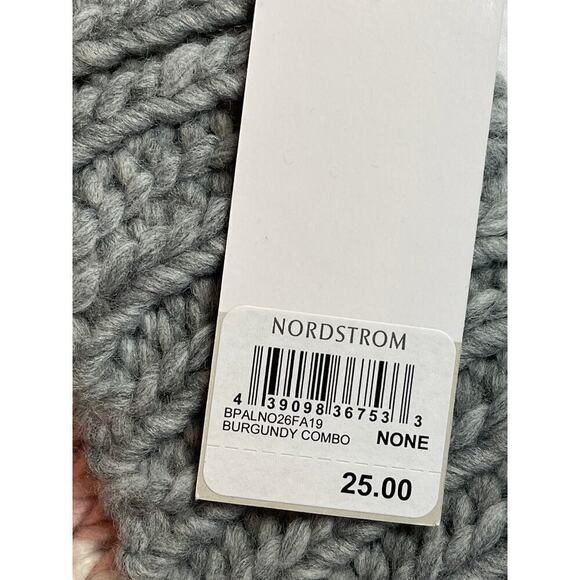 NORDSTROM
4 39098 36753 3
BPALNO26FA19
BURGUNDY COMBO NONE
25.00